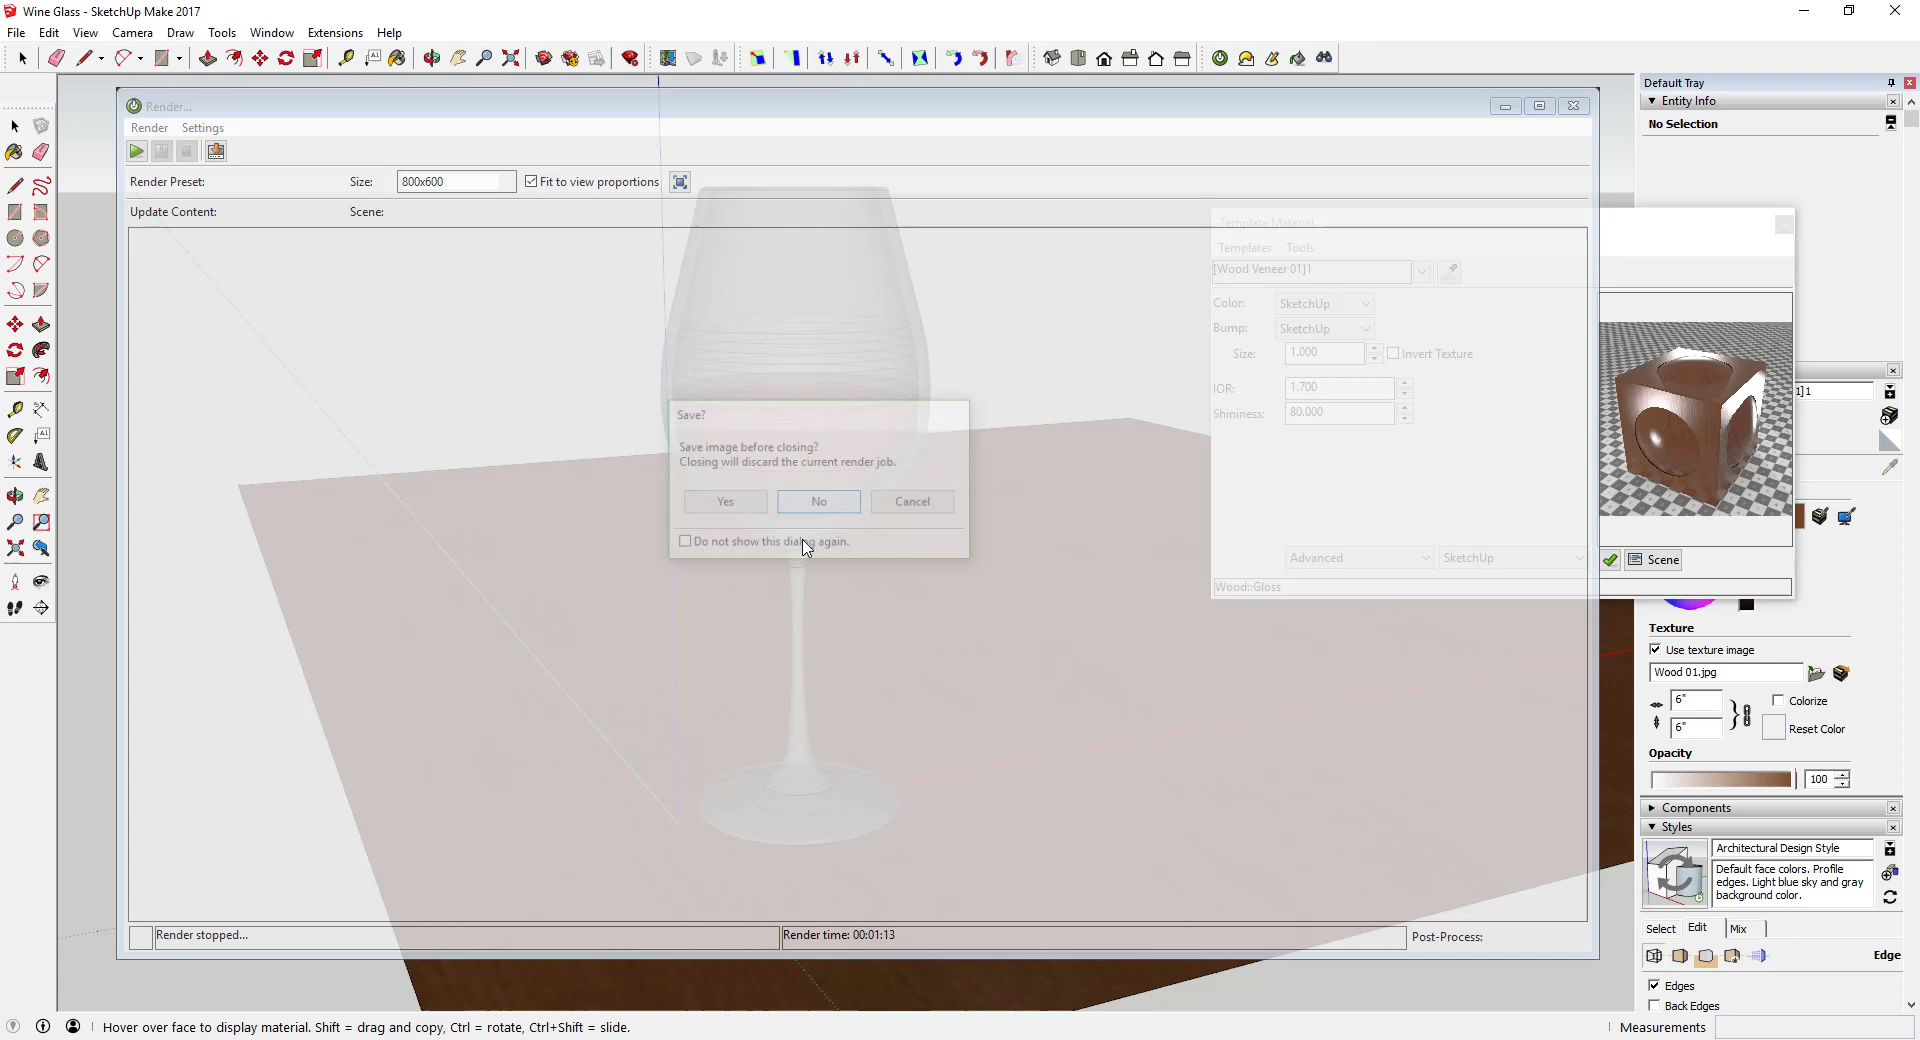 Wine Glass - SketchUp Make 2017
File Edit View Camera Draw Tools Window Extensions Help
Default Tray
Entity Info
No Selection
Render...
Render Settings
Render Preset: Size: 800x600 Fit to view proportions
Update Content: Scene:
Template Material...
Templates Tools
[Wood Veneer 01]1
Color: SketchUp
Bump: SketchUp
Size: 1.000 Invert Texture
IOR: 1.700
Shininess: 80.000
1]1
Save?
Save image before closing?
Closing will discard the current render job.
Yes No Cancel
Do not show this dialog again.
Advanced SketchUp Scene
Wood::Gloss
Texture
Use texture image
Wood 01.jpg
6" Colorize
6" Reset Color
Opacity
100
Components
Styles
Architectural Design Style
Default face colors. Profile
edges. Light blue sky and gray
background color.
Select Edit Mix
Edge
Edges
Back Edges
Render stopped... Render time: 00:01:13 Post-Process:
Hover over face to display material. Shift = drag and copy, Ctrl = rotate, Ctrl+Shift = slide. Measurements